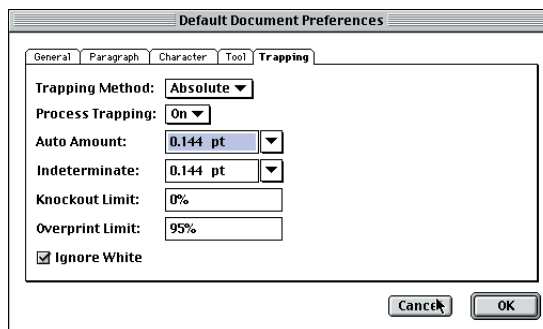 Default Document Preferences
General Paragraph Character Tool Trapping
Trapping Method: Absolute
Process Trapping: On
Auto Amount: 0.144 pt
Indeterminate: 0.144 pt
Knockout Limit: 0%
Overprint Limit: 95%
Ignore White
Cancel OK